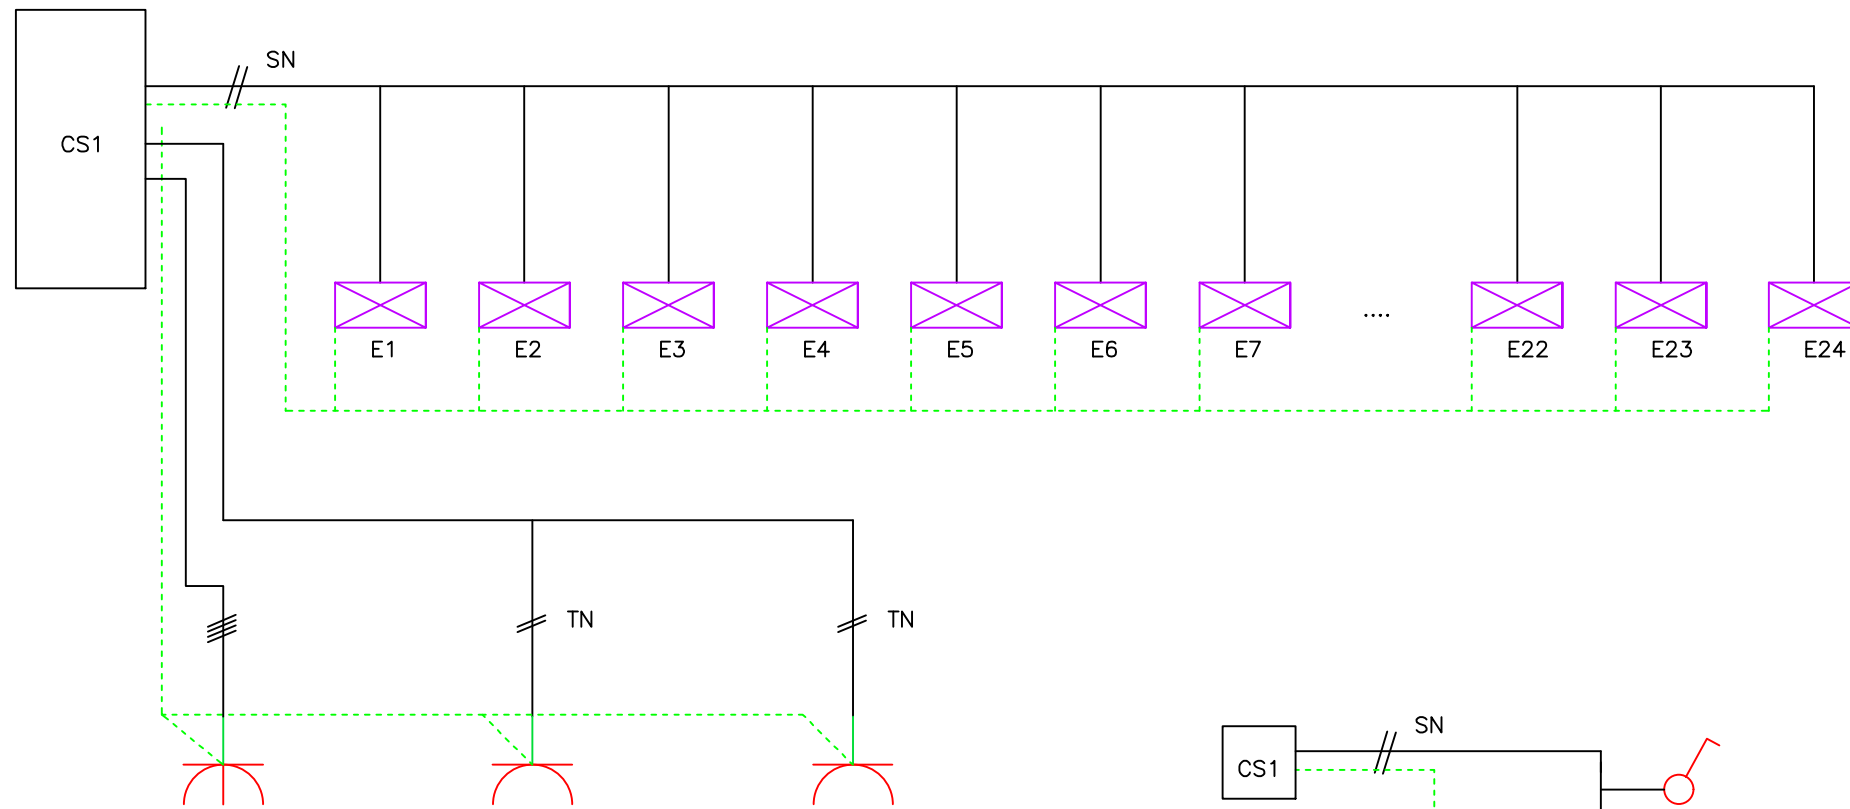 SN
CS1
E1 E2 E3 E4 E5 E6 E7 .... E22 E23 E24
TN TN
SN
CS1